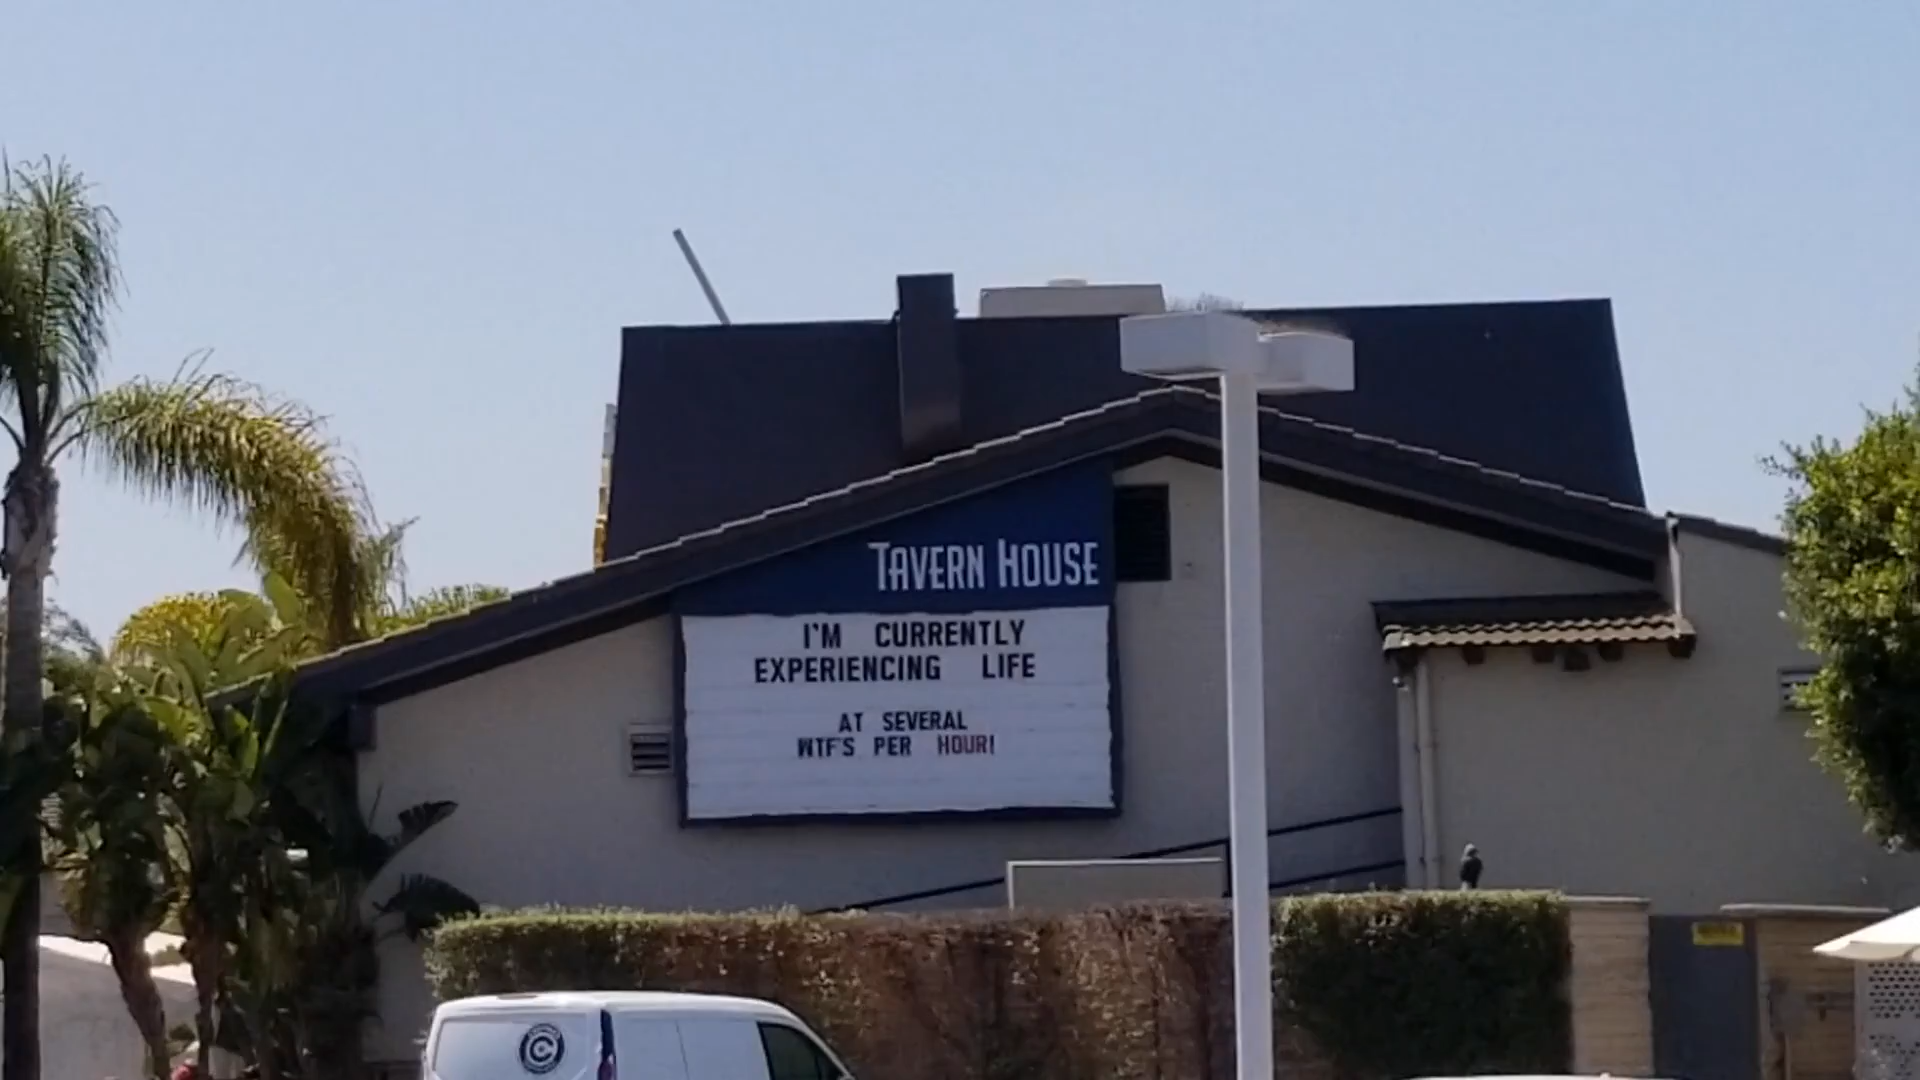 TAVERN HOUSE
I'M CURRENTLY
EXPERIENCING LIFE
AT SEVERAL
WTF'S PER HOUR!